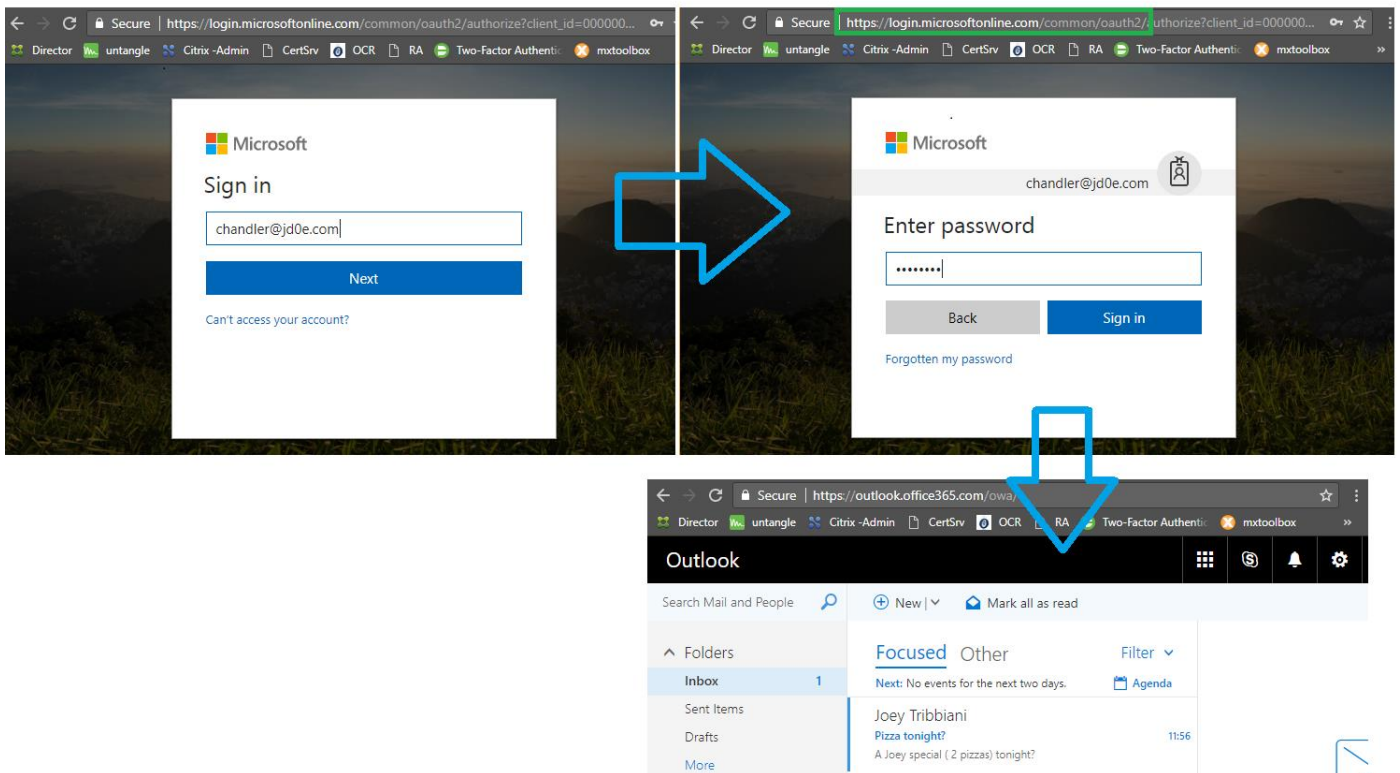 Secure | https://login.microsoftonline.com/common/oauth2/authorize?client_id=000000...
Director untangle Citrix -Admin CertSrv OCR RA Two-Factor Authentic mxtoolbox
Microsoft
Sign in
chandler@jd0e.com
Next
Can't access your account?
Secure | https://login.microsoftonline.com/common/oauth2/authorize?client_id=000000...
Director untangle Citrix -Admin CertSrv OCR RA Two-Factor Authentic mxtoolbox »
Microsoft
chandler@jd0e.com
Enter password
••••••••
Back Sign in
Forgotten my password
Secure | https://outlook.office365.com/owa/
Director untangle Citrix -Admin CertSrv OCR RA Two-Factor Authentic mxtoolbox »
Outlook
Search Mail and People New | Mark all as read
Folders
Inbox 1
Sent Items
Drafts
More
Focused Other Filter
Next: No events for the next two days. Agenda
Joey Tribbiani
Pizza tonight? 11:56
A Joey special ( 2 pizzas) tonight?